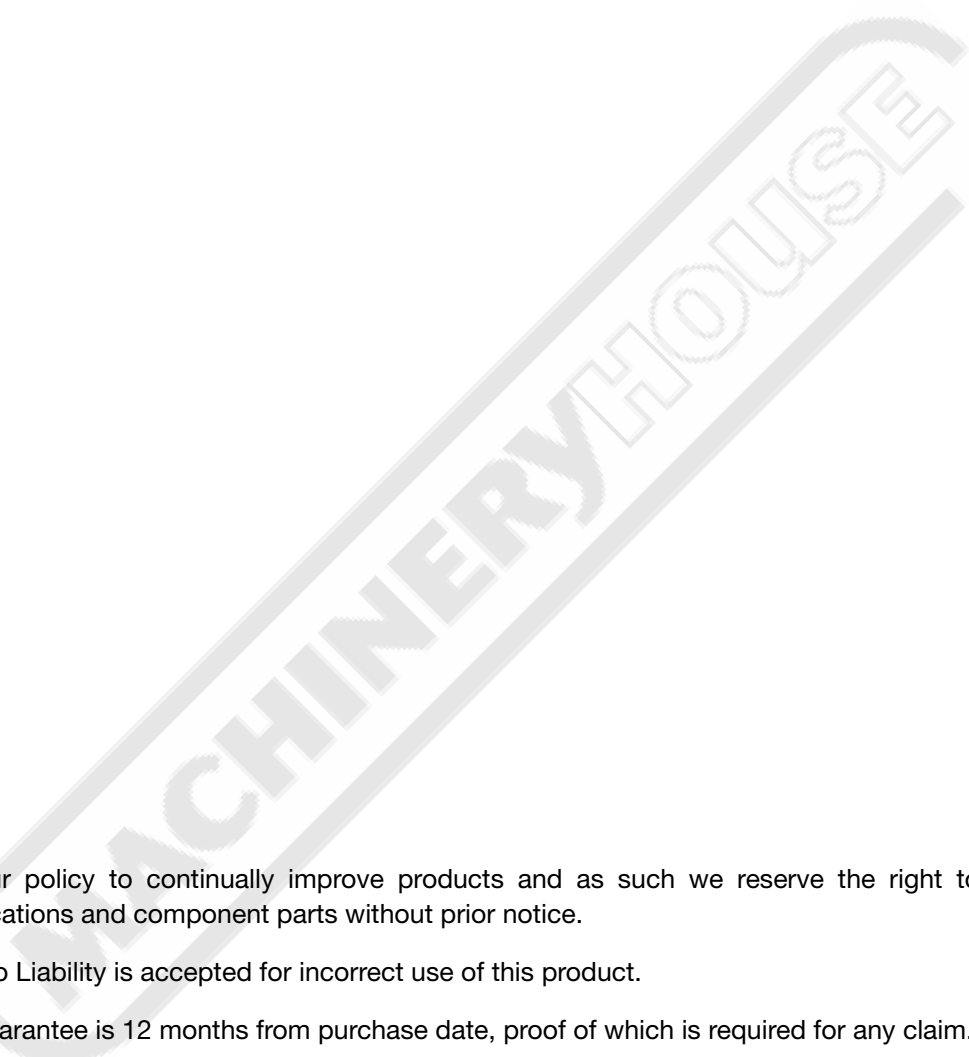 MACHINERYHOUSE
r policy to continually improve products and as such we reserve the right to
cations and component parts without prior notice.
o Liability is accepted for incorrect use of this product.
arantee is 12 months from purchase date, proof of which is required for any claim.